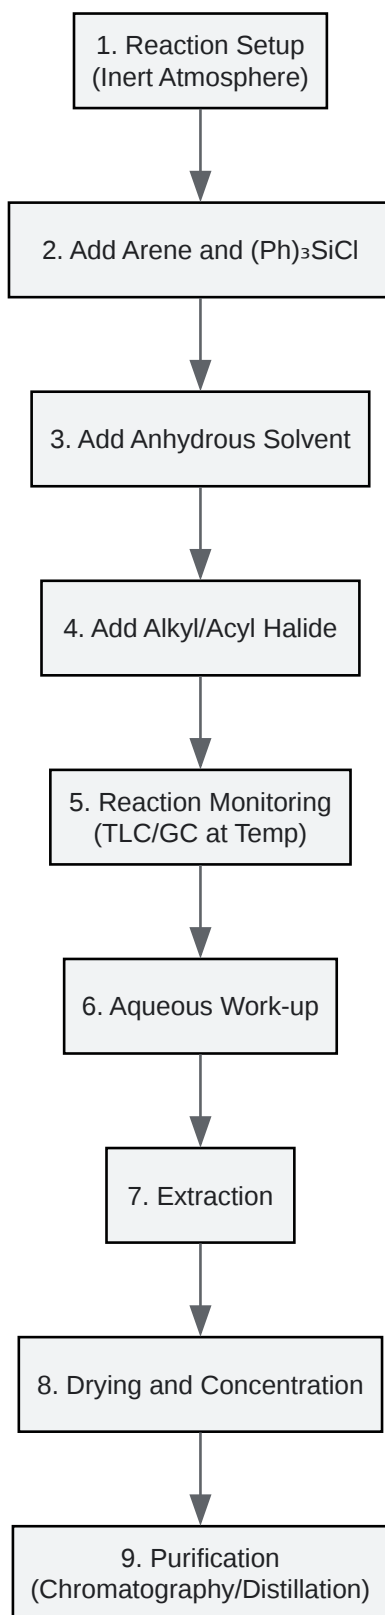 1. Reaction Setup
(Inert Atmosphere)
2. Add Arene and (Ph)₃SiCl
3. Add Anhydrous Solvent
4. Add Alkyl/Acyl Halide
5. Reaction Monitoring
(TLC/GC at Temp)
6. Aqueous Work-up
7. Extraction
8. Drying and Concentration
9. Purification
(Chromatography/Distillation)